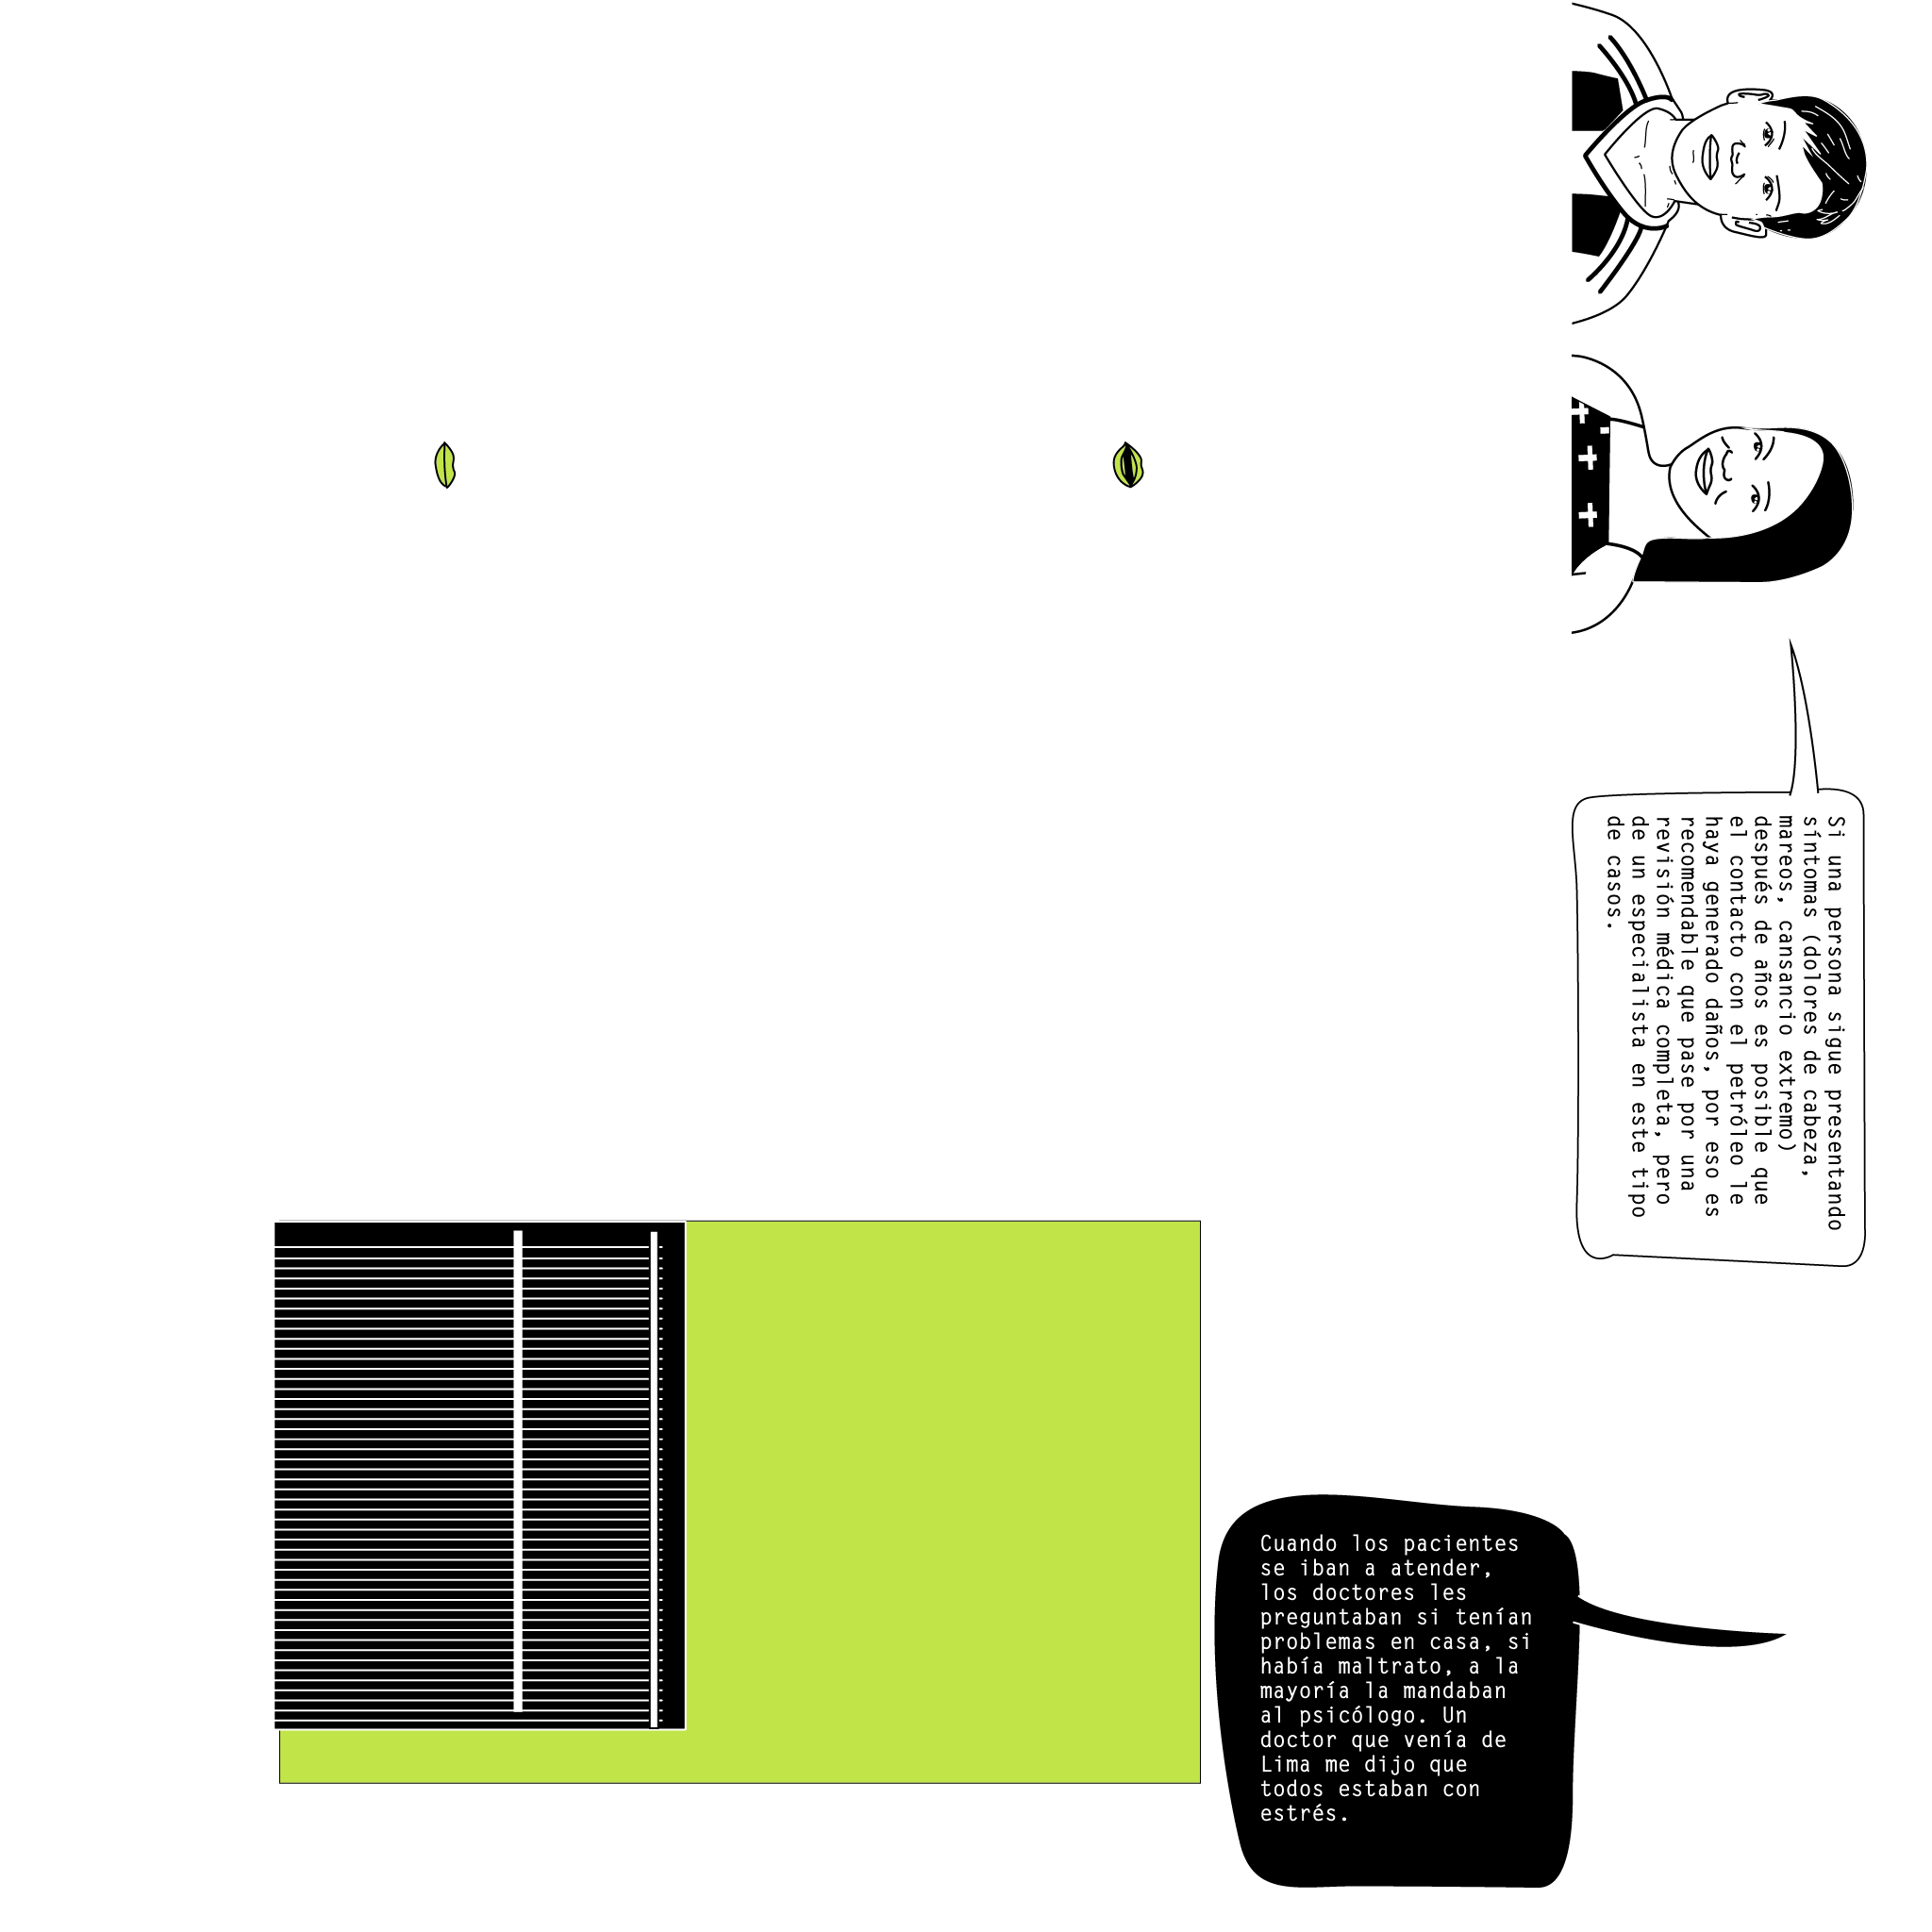 Si una persona sigue presentando
síntomas (dolores de cabeza,
mareos, cansancio extremo)
después de años es posible que
el contacto con el petróleo le
haya generado daños, por eso es
recomendable que pase por una
revisión médica completa, pero
de un especialista en este tipo
de casos.
Cuando los pacientes
se iban a atender,
los doctores les
preguntaban si tenían
problemas en casa, si
había maltrato, a la
mayoría la mandaban
al psicólogo. Un
doctor que venía de
Lima me dijo que
todos estaban con
estrés.